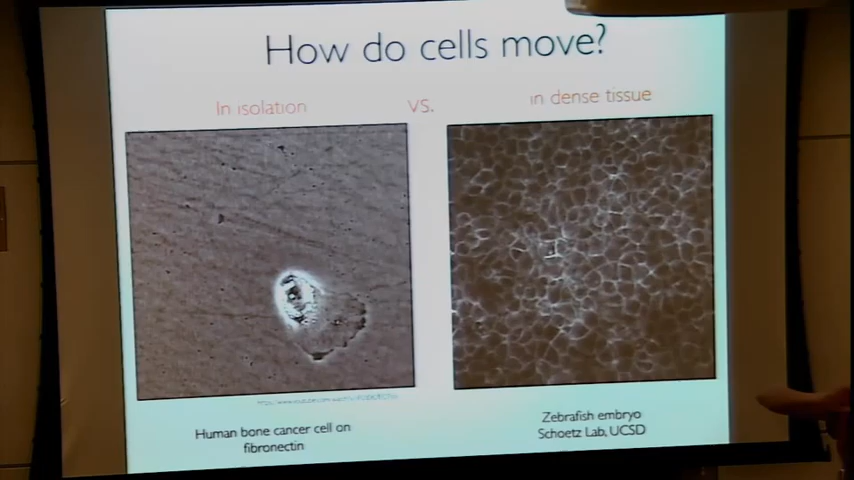 How do cells move?
In isolation
vs.
in dense tissue
Human bone cancer cell on
fibronectin
Zebrafish embryo
Schoetz Lab, UCSD